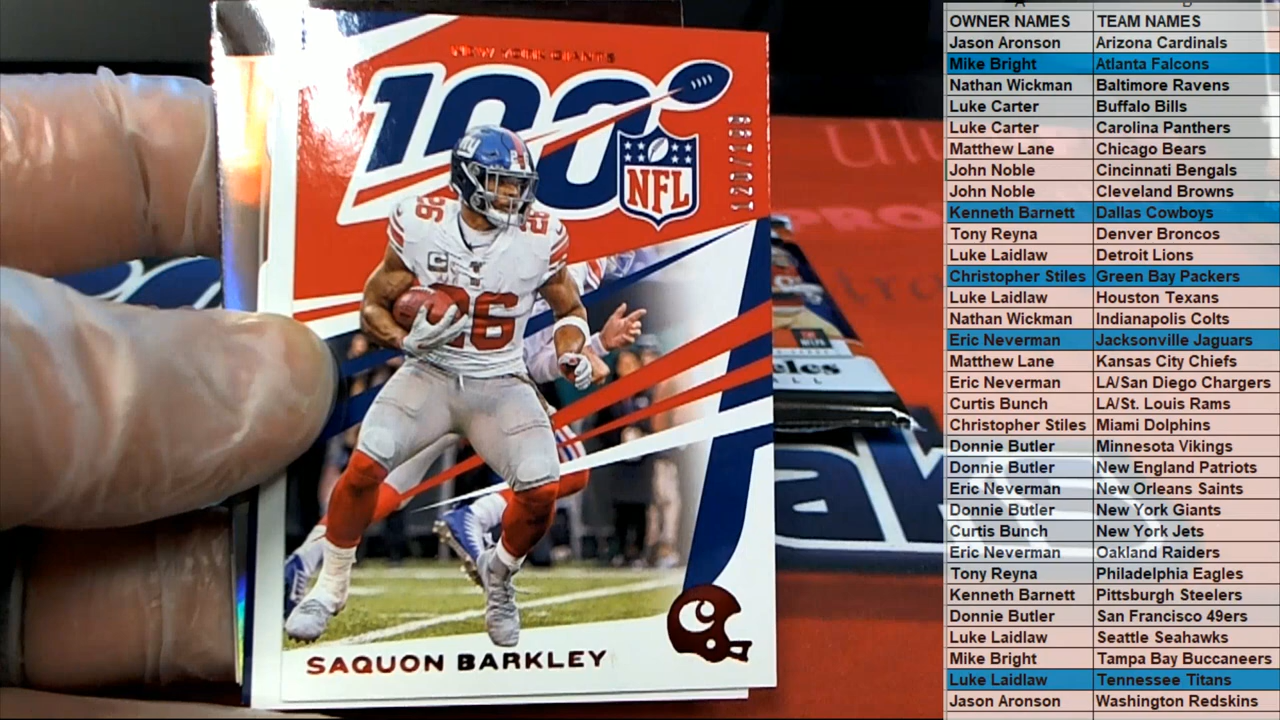 NEW YORK GIANTS
100
NFL
26
26
C
26
SAQUON BARKLEY
OWNER NAMES TEAM NAMES
Jason Aronson Arizona Cardinals
Mike Bright Atlanta Falcons
Nathan Wickman Baltimore Ravens
Luke Carter Buffalo Bills
Luke Carter Carolina Panthers
Matthew Lane Chicago Bears
John Noble Cincinnati Bengals
John Noble Cleveland Browns
Kenneth Barnett Dallas Cowboys
Tony Reyna Denver Broncos
Luke Laidlaw Detroit Lions
Christopher Stiles Green Bay Packers
Luke Laidlaw Houston Texans
Nathan Wickman Indianapolis Colts
Eric Neverman Jacksonville Jaguars
Matthew Lane Kansas City Chiefs
Eric Neverman LA/San Diego Chargers
Curtis Bunch LA/St. Louis Rams
Christopher Stiles Miami Dolphins
Donnie Butler Minnesota Vikings
Donnie Butler New England Patriots
Eric Neverman New Orleans Saints
Donnie Butler New York Giants
Curtis Bunch New York Jets
Eric Neverman Oakland Raiders
Tony Reyna Philadelphia Eagles
Kenneth Barnett Pittsburgh Steelers
Donnie Butler San Francisco 49ers
Luke Laidlaw Seattle Seahawks
Mike Bright Tampa Bay Buccaneers
Luke Laidlaw Tennessee Titans
Jason Aronson Washington Redskins